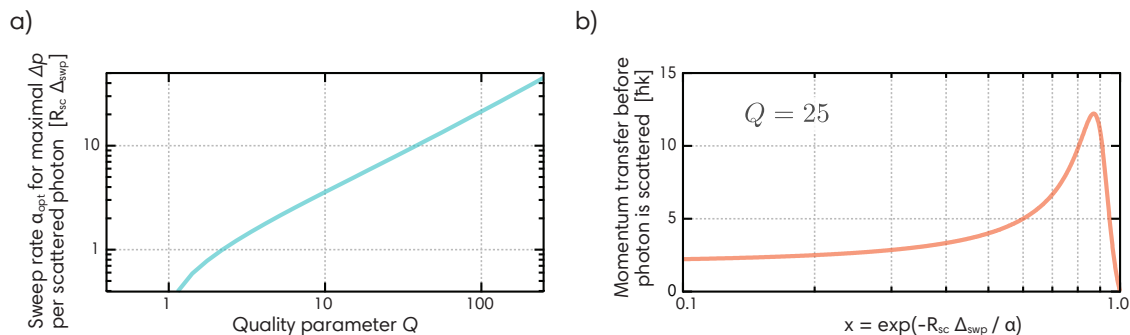 a)
Sweep rate α_opt for maximal Δp
per scattered photon [R_sc Δ_swp]
10
1
1
10
100
Quality parameter Q
b)
Momentum transfer before
photon is scattered [ħk]
15
10
5
0
Q = 25
0.1
1.0
x = exp(-R_sc Δ_swp / α)